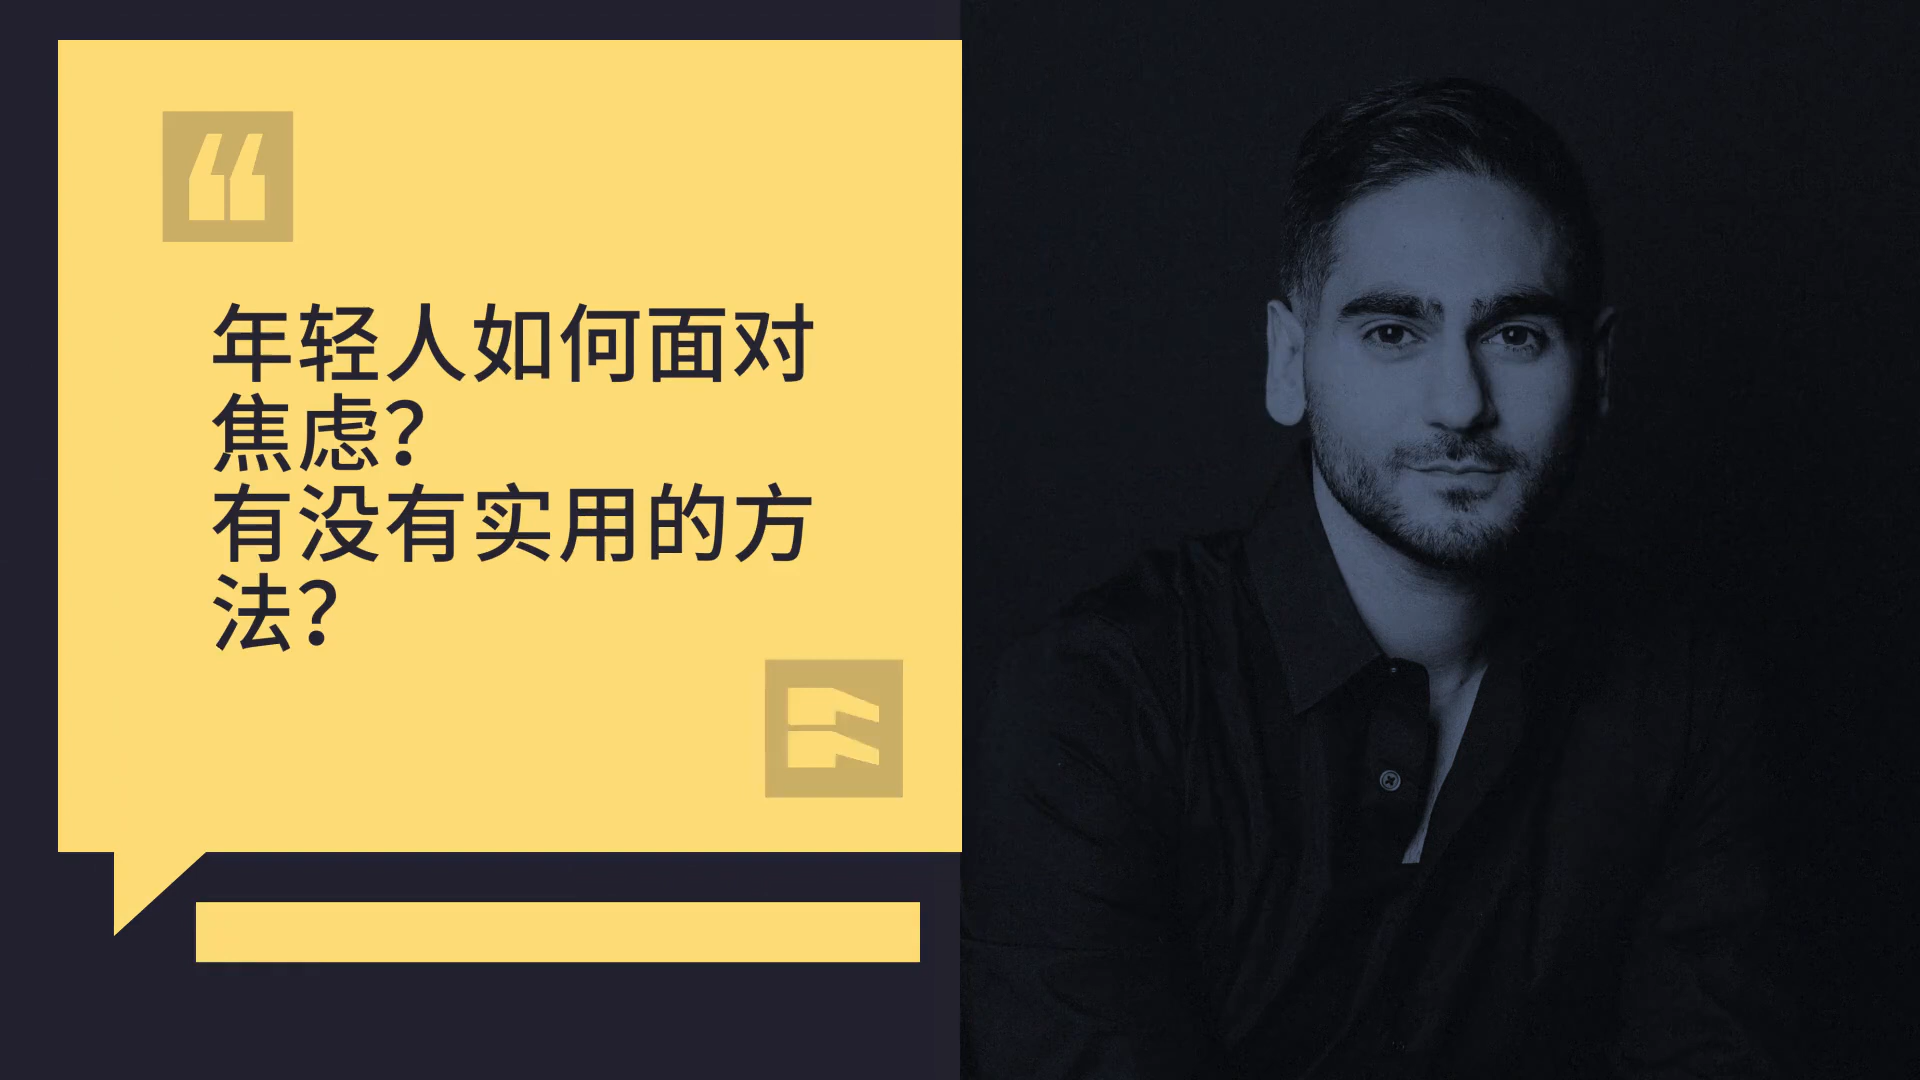 年轻人如何面对
焦虑？
有没有实用的方
法？